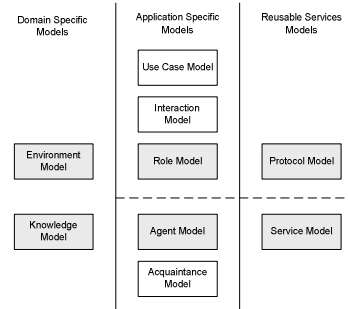 Domain Specific
Models
Application Specific
Models
Reusable Services
Models
Use Case Model
Interaction
Model
Environment
Model
Role Model
Protocol Model
Knowledge
Model
Agent Model
Service Model
Acquaintance
Model